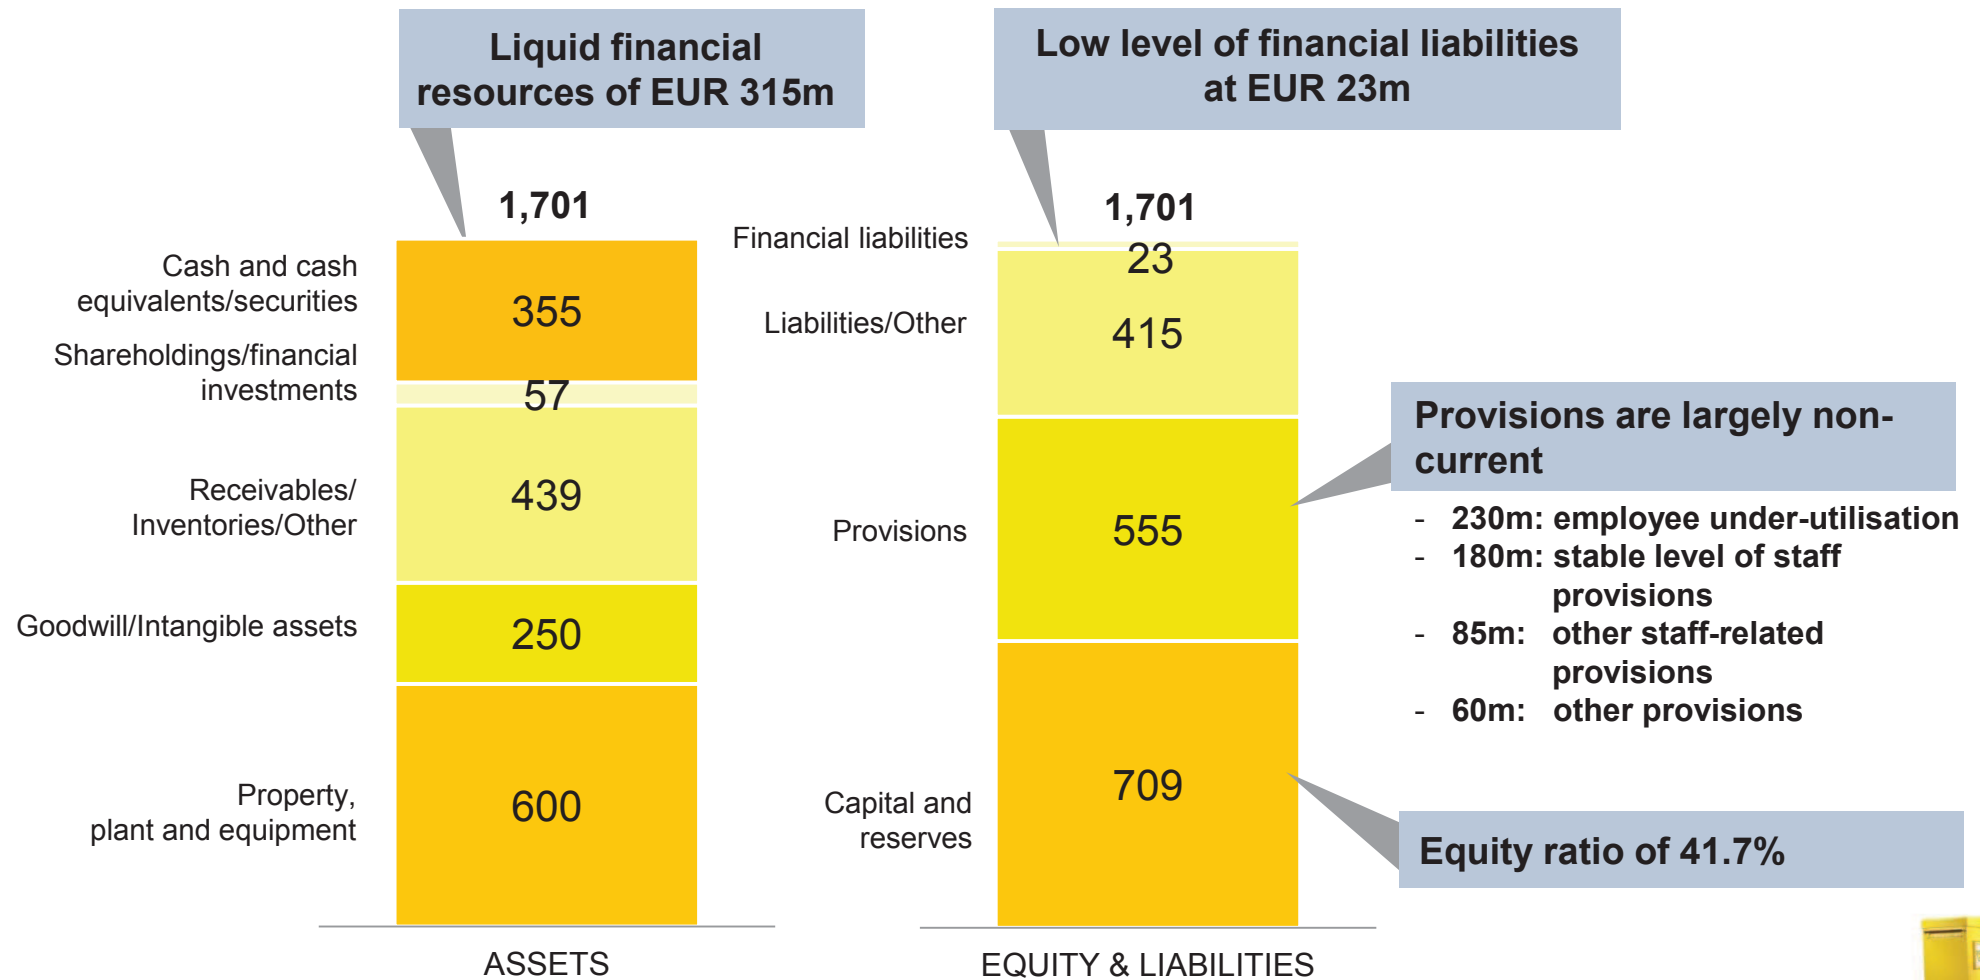 Liquid financial
resources of EUR 315m
Low level of financial liabilities
at EUR 23m
1,701
Cash and cash
equivalents/securities
355
Shareholdings/financial
investments
57
Receivables/
Inventories/Other
439
Goodwill/Intangible assets
250
Property,
plant and equipment
600
ASSETS
1,701
Financial liabilities
23
Liabilities/Other
415
Provisions
555
Capital and
reserves
709
EQUITY & LIABILITIES
Provisions are largely non-
current
- 230m: employee under-utilisation
- 180m: stable level of staff
provisions
- 85m: other staff-related
provisions
- 60m: other provisions
Equity ratio of 41.7%